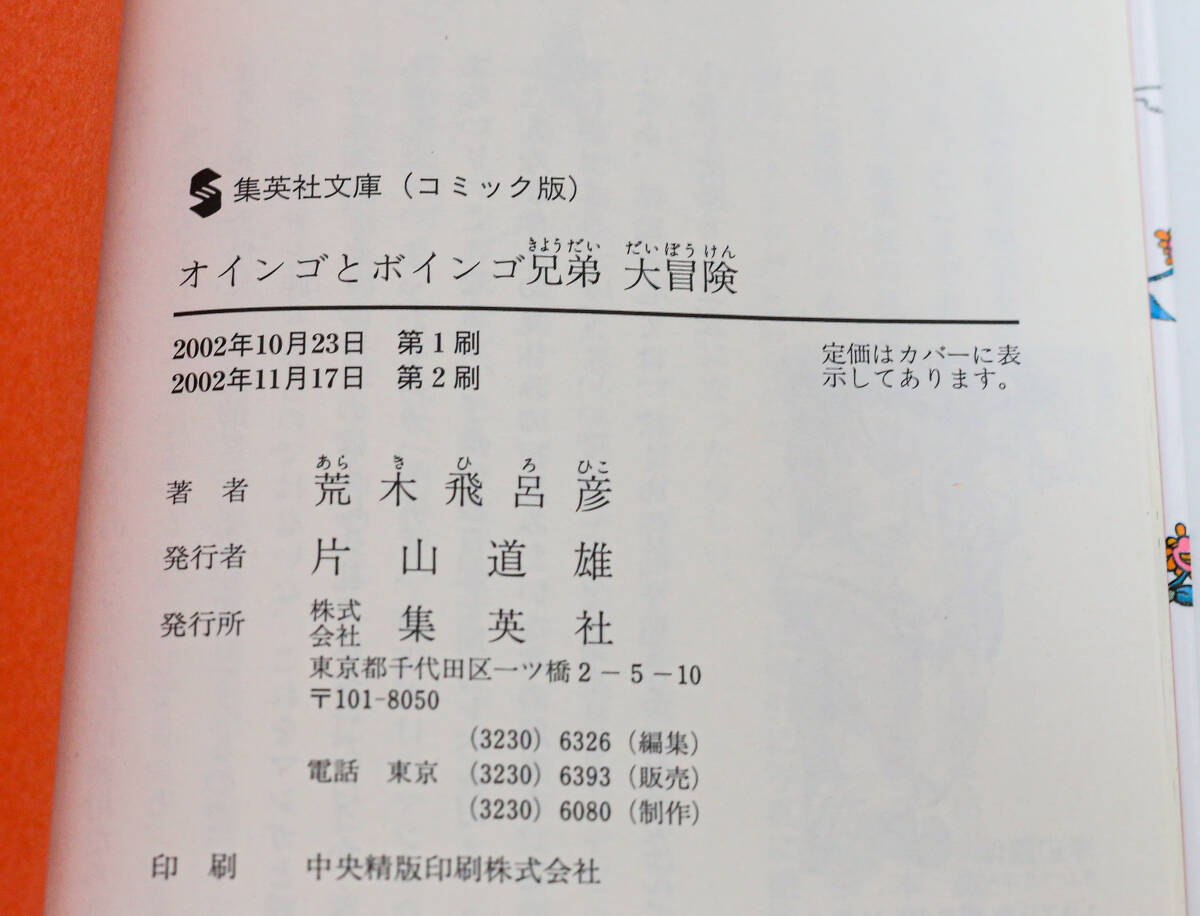 集英社文庫（コミック版）
オインゴとボインゴ兄弟 大冒険
きようだい だいぼうけん
2002年10月23日 第1刷
2002年11月17日 第2刷
定価はカバーに表
示してあります。
あら き ひ ろ ひこ
著者 荒木飛呂彦
発行者 片山道雄
発行所 株式会社 集英社
東京都千代田区一ツ橋2－5－10
〒101-8050
(3230) 6326 (編集)
電話 東京 (3230) 6393 (販売)
(3230) 6080 (制作)
印刷 中央精版印刷株式会社